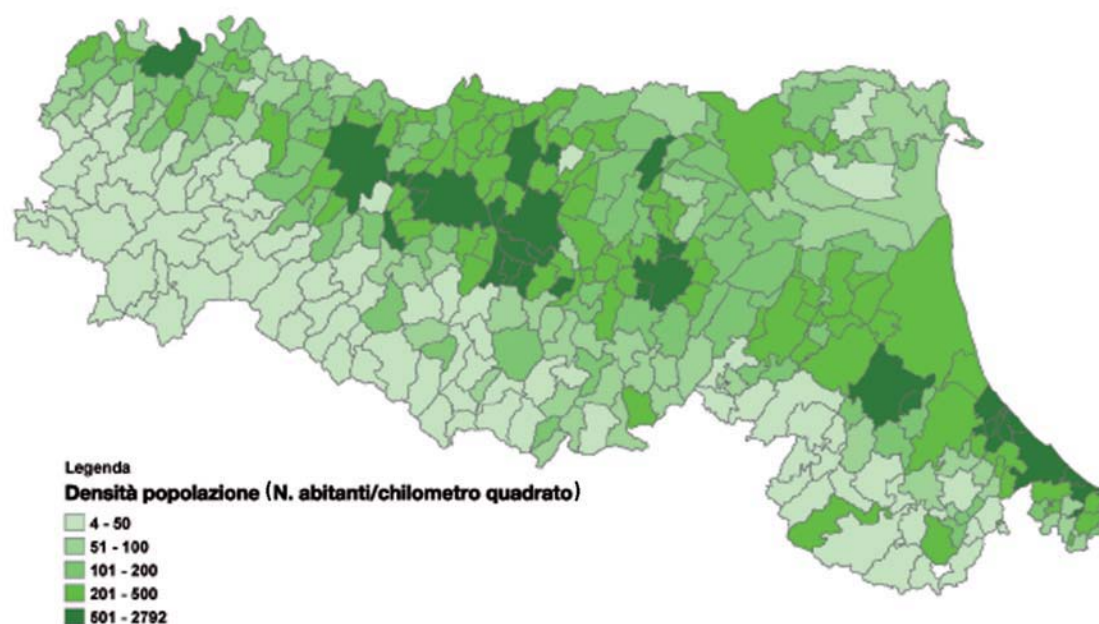 Legenda
Densità popolazione (N. abitanti/chilometro quadrato)
4 - 50
51 - 100
101 - 200
201 - 500
501 - 2792